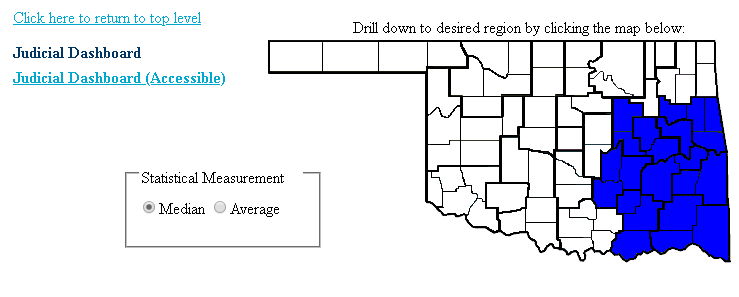 Click here to return to top level
Drill down to desired region by clicking the map below:
Judicial Dashboard
Judicial Dashboard (Accessible)
Statistical Measurement
Median Average